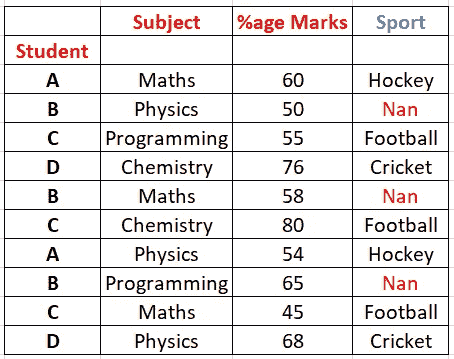 Subject %age Marks Sport
Student
A Maths 60 Hockey
B Physics 50 Nan
C Programming 55 Football
D Chemistry 76 Cricket
B Maths 58 Nan
C Chemistry 80 Football
A Physics 54 Hockey
B Programming 65 Nan
C Maths 45 Football
D Physics 68 Cricket